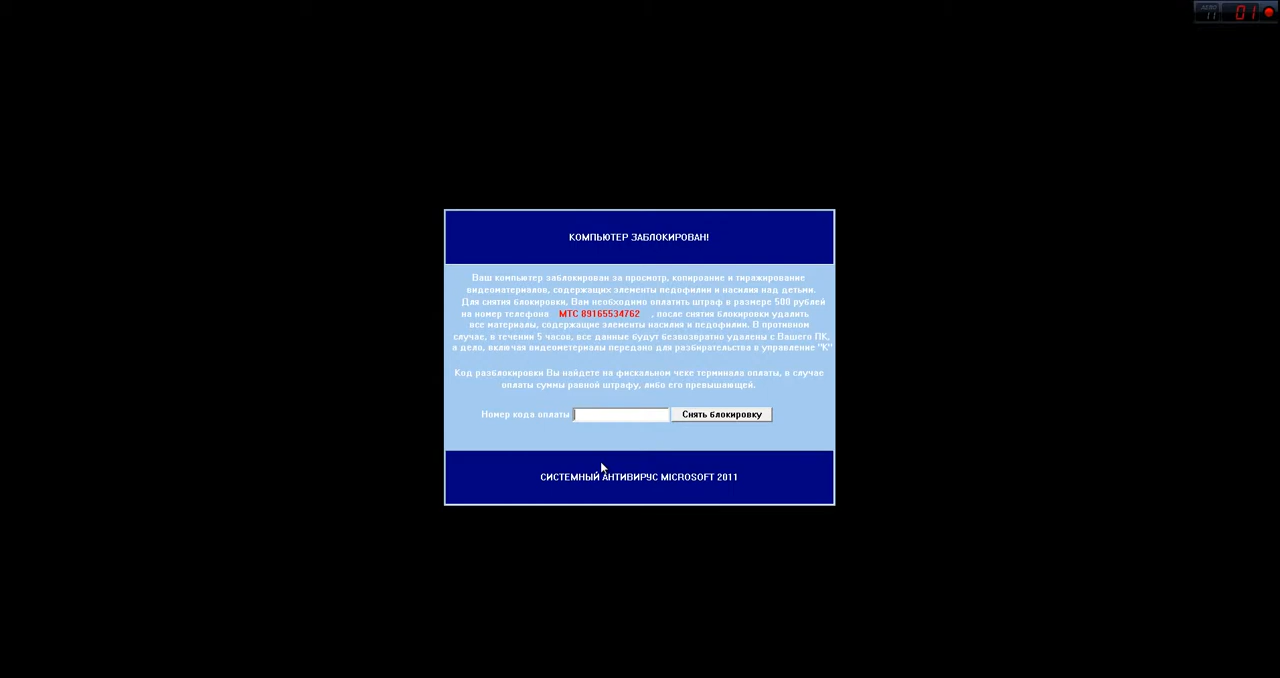 11
01
КОМПЬЮТЕР ЗАБЛОКИРОВАН!
Ваш компьютер заблокирован за просмотр, копирание и тиражирование
видеоматериалов, содержащих элементы педофилии и насилия над детьми.
Для снятия блокировки, Вам необходимо оплатить штраф в размере 500 рублей
на номер телефона МТС 89165534762 , после снятия блокировки удалить
все материалы, содержащие элементы насилия и педофилии. В противном
случае, в течении 5 часов, все данные будут безвозвратно удалены с Вашего ПК,
а дело, включая видеометериалы передано для разбирательства в управление "К"
Код разблокировки Вы найдете на фискальном чеке терминала оплаты, в случае
оплаты суммы равной штрафу, либо его превышающей.
Номер кода оплаты Снять блокировку
СИСТЕМНЫЙ АНТИВИРУС MICROSOFT 2011